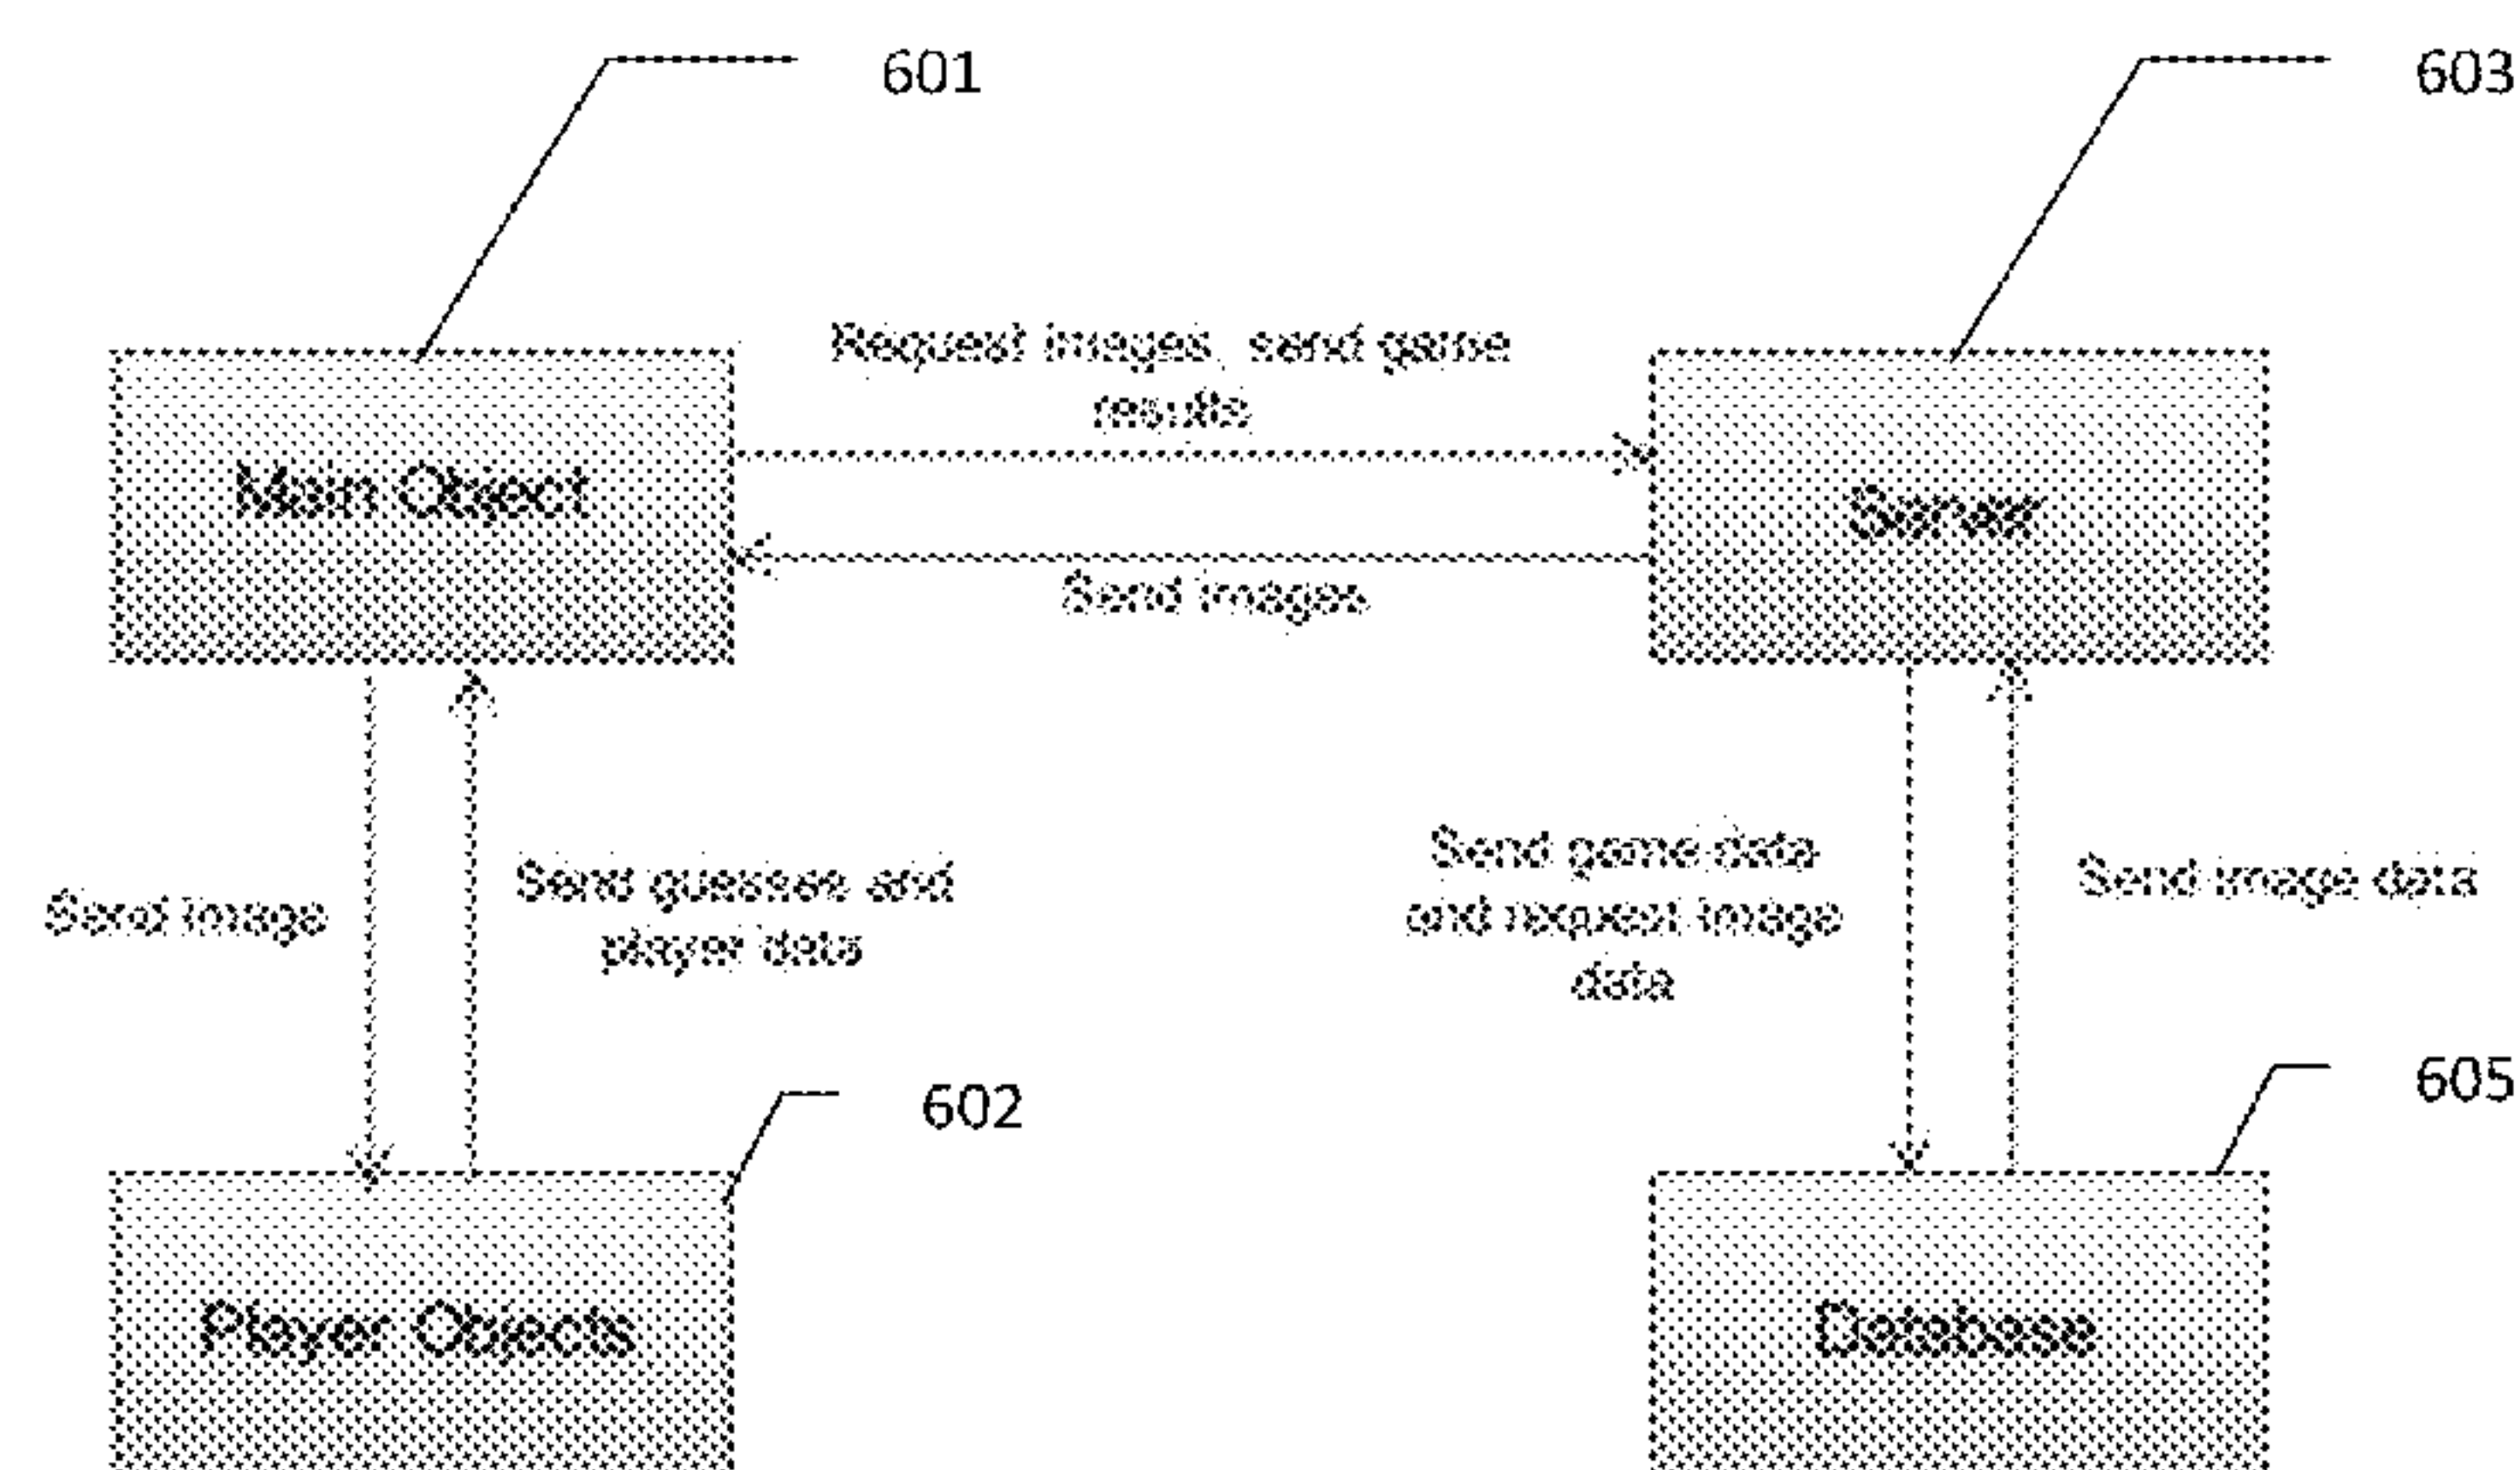 601
603
Request images, send game
results
Main Object
Server
Send images
Send image
Send guesses and
player data
Send game data
and request image
data
Send image data
602
605
Player Objects
Database